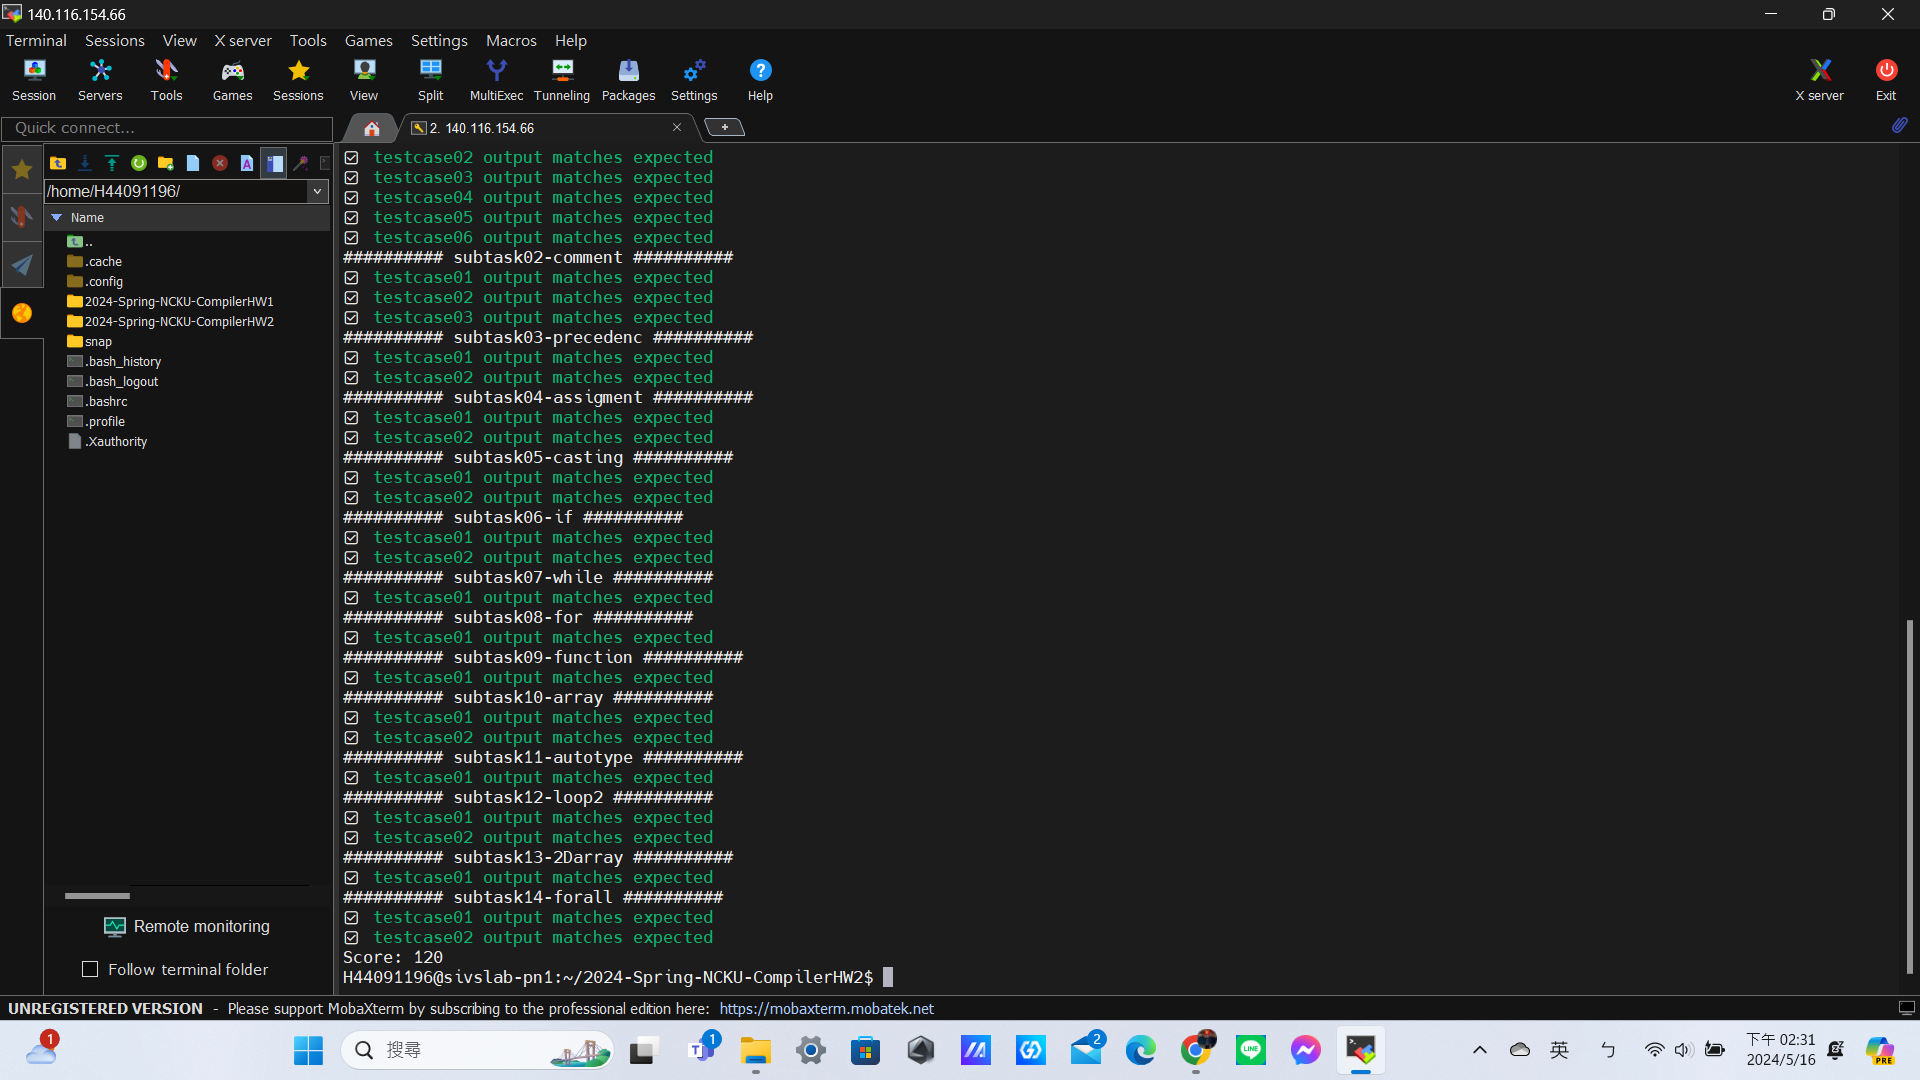 140.116.154.66
Terminal Sessions View X server Tools Games Settings Macros Help
Session Servers Tools Games Sessions View Split MultiExec Tunneling Packages Settings Help X server Exit
Quick connect...
2. 140.116.154.66
/home/H44091196/
Name
..
.cache
.config
2024-Spring-NCKU-CompilerHW1
2024-Spring-NCKU-CompilerHW2
snap
.bash_history
.bash_logout
.bashrc
.profile
.Xauthority
Remote monitoring
Follow terminal folder
testcase02 output matches expected
testcase03 output matches expected
testcase04 output matches expected
testcase05 output matches expected
testcase06 output matches expected
########## subtask02-comment ##########
testcase01 output matches expected
testcase02 output matches expected
testcase03 output matches expected
########## subtask03-precedenc ##########
testcase01 output matches expected
testcase02 output matches expected
########## subtask04-assigment ##########
testcase01 output matches expected
testcase02 output matches expected
########## subtask05-casting ##########
testcase01 output matches expected
testcase02 output matches expected
########## subtask06-if ##########
testcase01 output matches expected
testcase02 output matches expected
########## subtask07-while ##########
testcase01 output matches expected
########## subtask08-for ##########
testcase01 output matches expected
########## subtask09-function ##########
testcase01 output matches expected
########## subtask10-array ##########
testcase01 output matches expected
testcase02 output matches expected
########## subtask11-autotype ##########
testcase01 output matches expected
########## subtask12-loop2 ##########
testcase01 output matches expected
testcase02 output matches expected
########## subtask13-2Darray ##########
testcase01 output matches expected
########## subtask14-forall ##########
testcase01 output matches expected
testcase02 output matches expected
Score: 120
H44091196@sivslab-pn1:~/2024-Spring-NCKU-CompilerHW2$
UNREGISTERED VERSION - Please support MobaXterm by subscribing to the professional edition here: https://mobaxterm.mobatek.net
1
搜尋
1
2
英 ㄅ
下午 02:31
2024/5/16
PRE